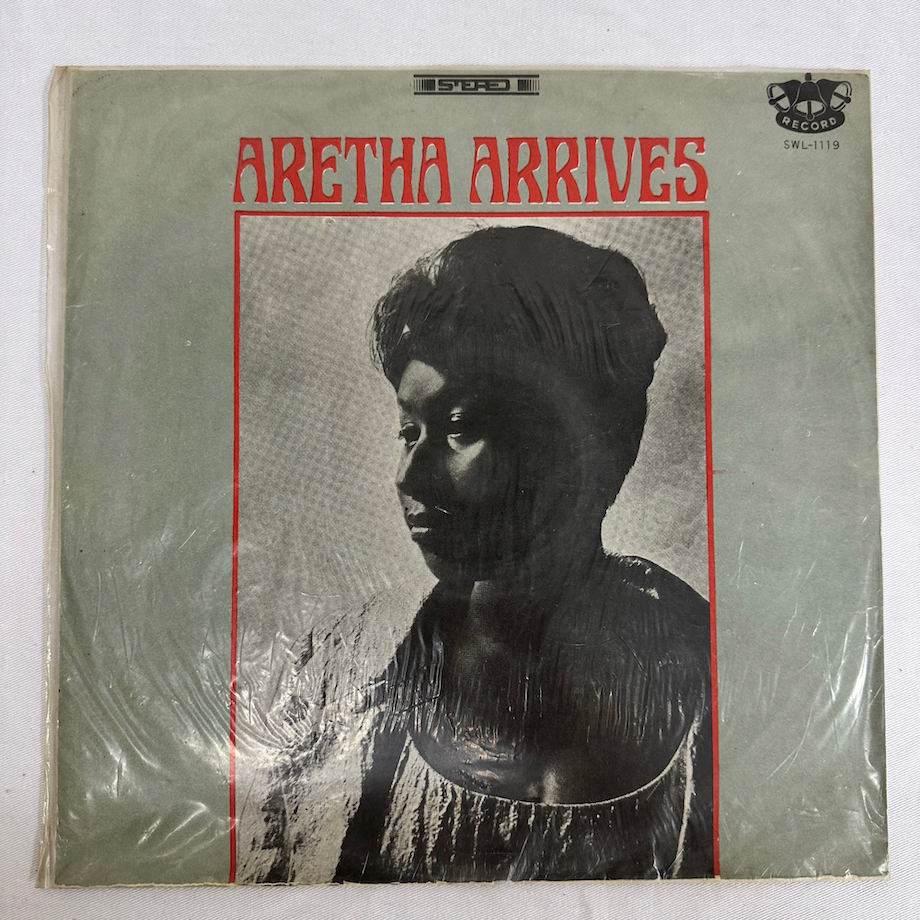 STEREO
RECORD
SWL-1119
ARETHA ARRIVES